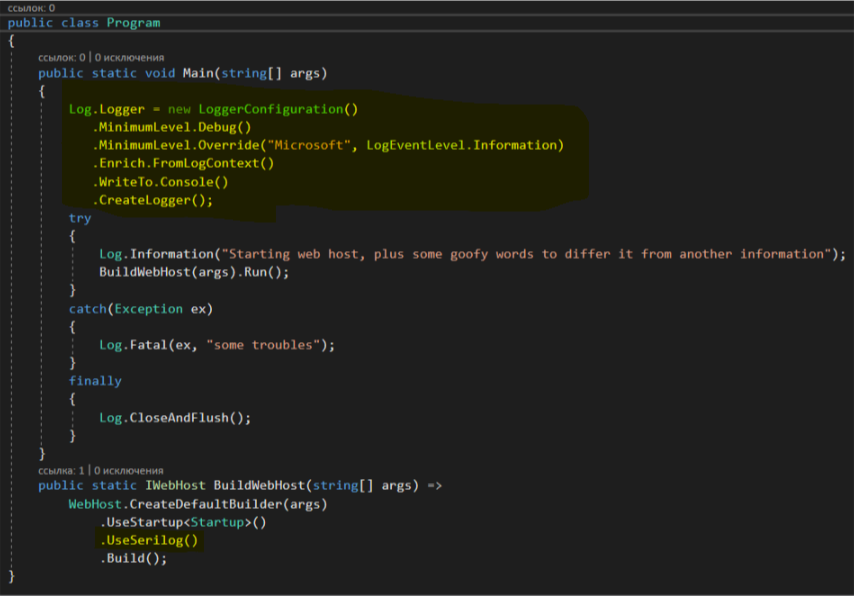 ссылок: 0
public class Program
{
ссылок: 0 | 0 исключения
public static void Main(string[] args)
{
Log.Logger = new LoggerConfiguration()
.MinimumLevel.Debug()
.MinimumLevel.Override("Microsoft", LogEventLevel.Information)
.Enrich.FromLogContext()
.WriteTo.Console()
.CreateLogger();
try
{
Log.Information("Starting web host, plus some goofy words to differ it from another information");
BuildWebHost(args).Run();
}
catch(Exception ex)
{
Log.Fatal(ex, "some troubles");
}
finally
{
Log.CloseAndFlush();
}
}
ссылка: 1 | 0 исключения
public static IWebHost BuildWebHost(string[] args) =>
WebHost.CreateDefaultBuilder(args)
.UseStartup<Startup>()
.UseSerilog()
.Build();
}